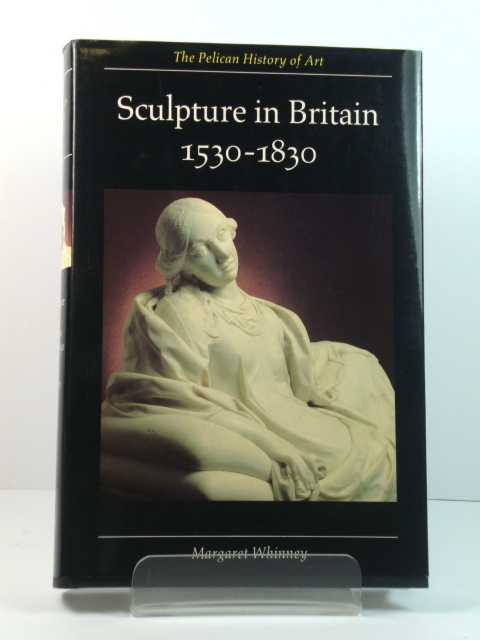 The Pelican History of Art
Sculpture in Britain
1530-1830
Margaret Whinney